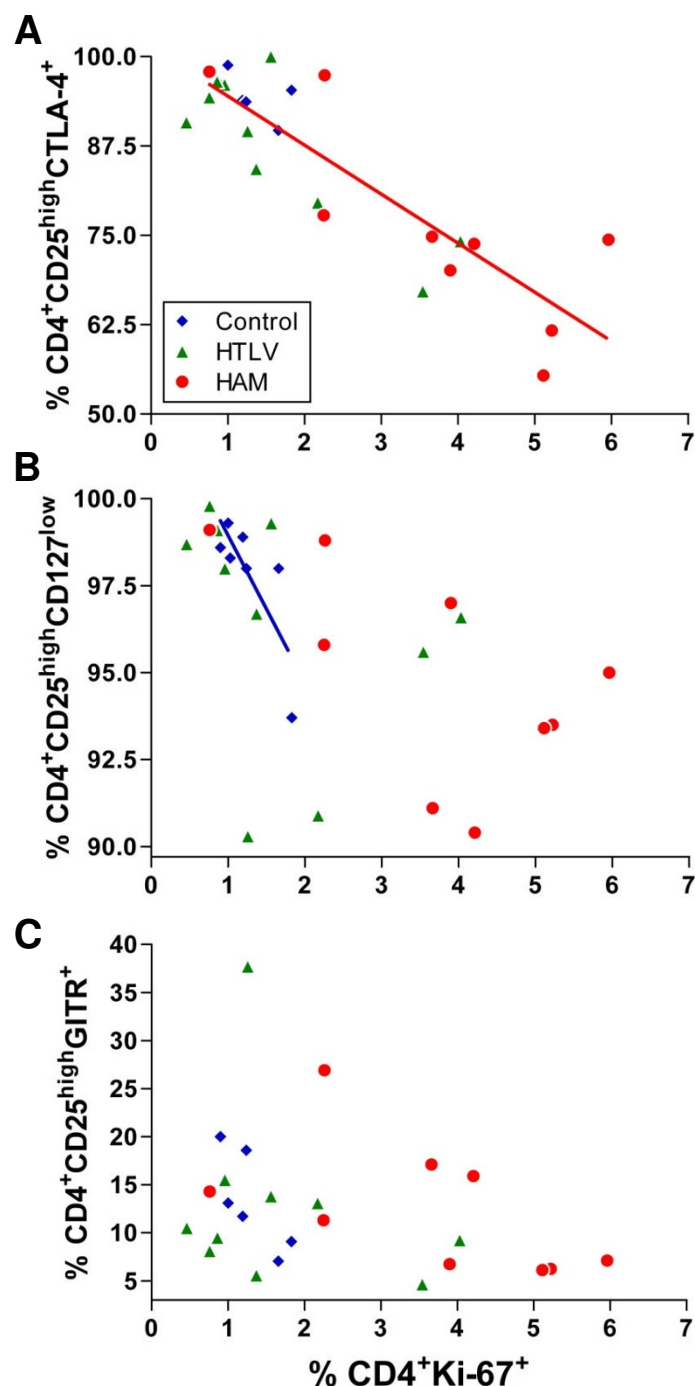 A
% CD4⁺CD25ʰⁱᵍʰCTLA-4⁺
100.0
87.5
75.0
62.5
50.0
Control
HTLV
HAM
0 1 2 3 4 5 6 7
B
% CD4⁺CD25ʰⁱᵍʰCD127ˡᵒʷ
100.0
97.5
95.0
92.5
90.0
0 1 2 3 4 5 6 7
C
% CD4⁺CD25ʰⁱᵍʰGITR⁺
40
35
30
25
20
15
10
5
0 1 2 3 4 5 6 7
% CD4⁺Ki-67⁺